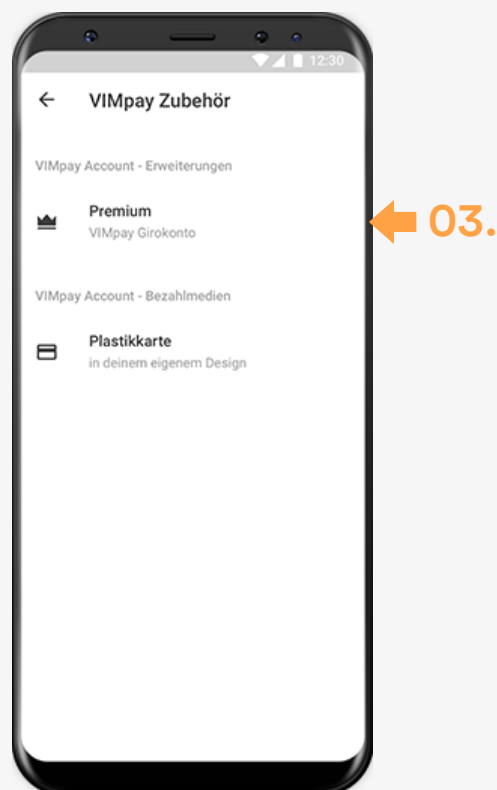 12:30
VIMpay Zubehör
VIMpay Account - Erweiterungen
Premium
VIMpay Girokonto
03.
VIMpay Account - Bezahlmedien
Plastikkarte
in deinem eigenem Design